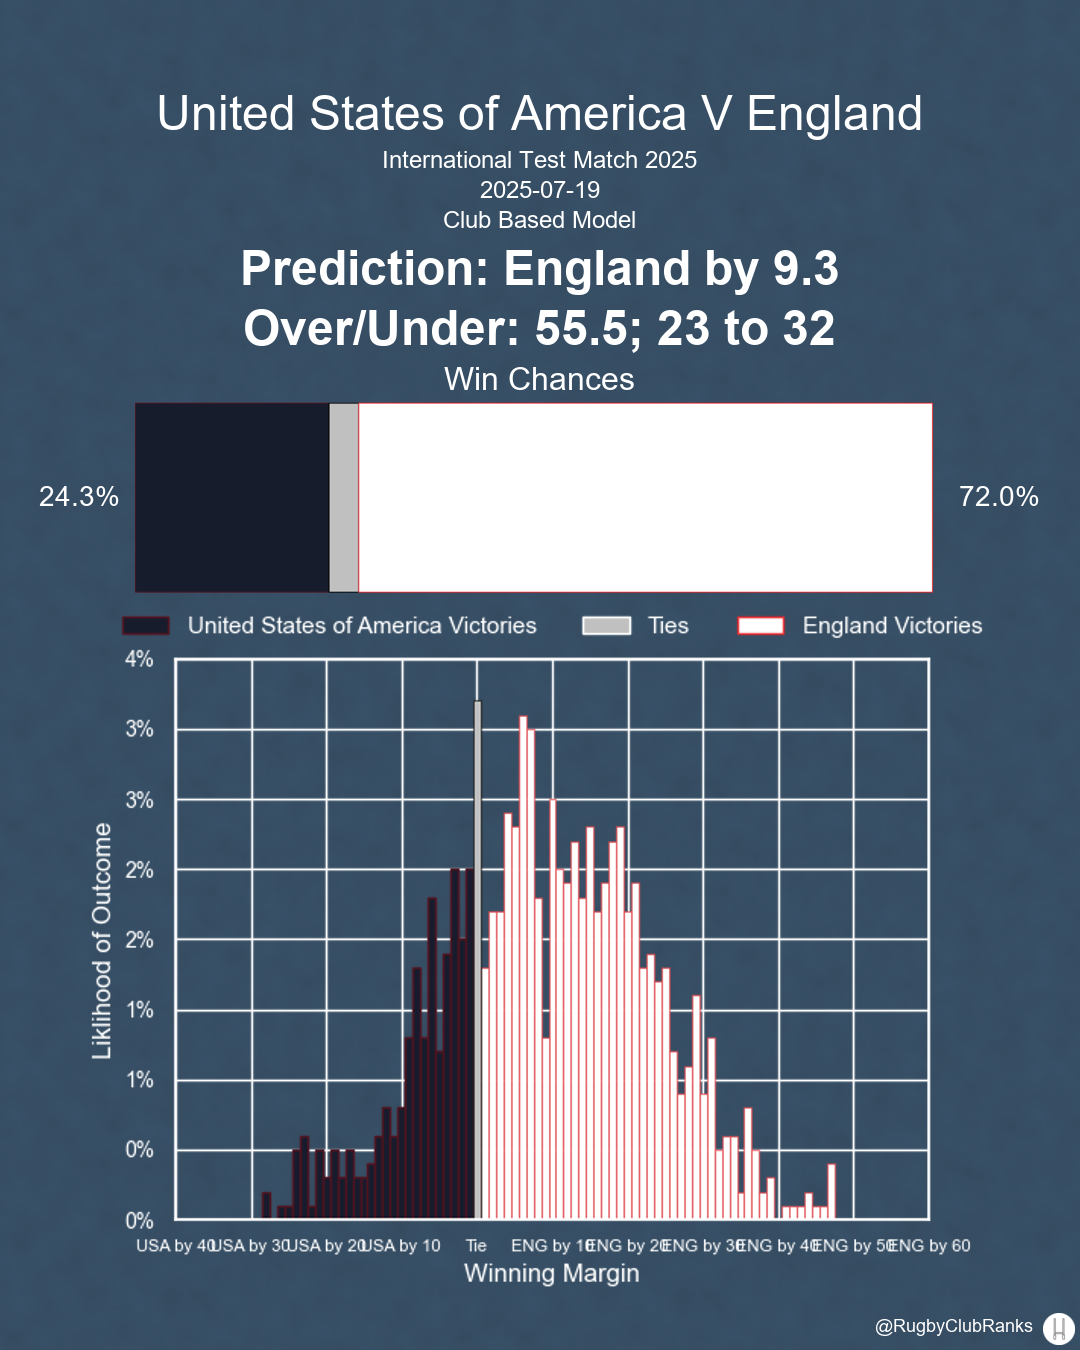 United States of America V England
International Test Match 2025
2025-07-19
Club Based Model
Prediction: England by 9.3
Over/Under: 55.5; 23 to 32
Win Chances
24.3%
72.0%
United States of America Victories
Ties
England Victories
4%
3%
3%
2%
2%
1%
1%
0%
0%
Liklihood of Outcome
USA by 40
USA by 30
USA by 20
USA by 10
Tie
ENG by 10
ENG by 20
ENG by 30
ENG by 40
ENG by 50
ENG by 60
Winning Margin
@RugbyClubRanks